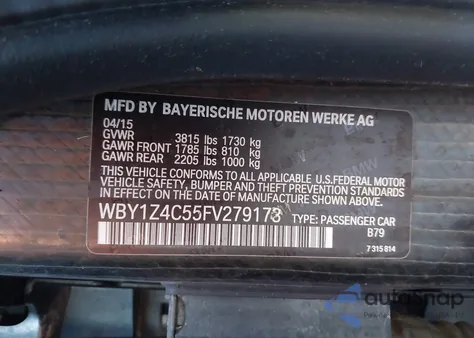 MFD BY BAYERISCHE MOTOREN WERKE AG
04/15
GVWR 3815 lbs 1730 kg
GAWR FRONT 1785 lbs 810 kg
GAWR REAR 2205 lbs 1000 kg
THIS VEHICLE CONFORMS TO ALL APPLICABLE U.S.FEDERAL MOTOR
VEHICLE SAFETY, BUMPER, AND THEFT PREVENTION STANDARDS
IN EFFECT ON THE DATE OF MANUFACTURE SHOWN ABOVE.
WBY1Z4C55FV279173 TYPE: PASSENGER CAR
B79
7 315 814
autosnap